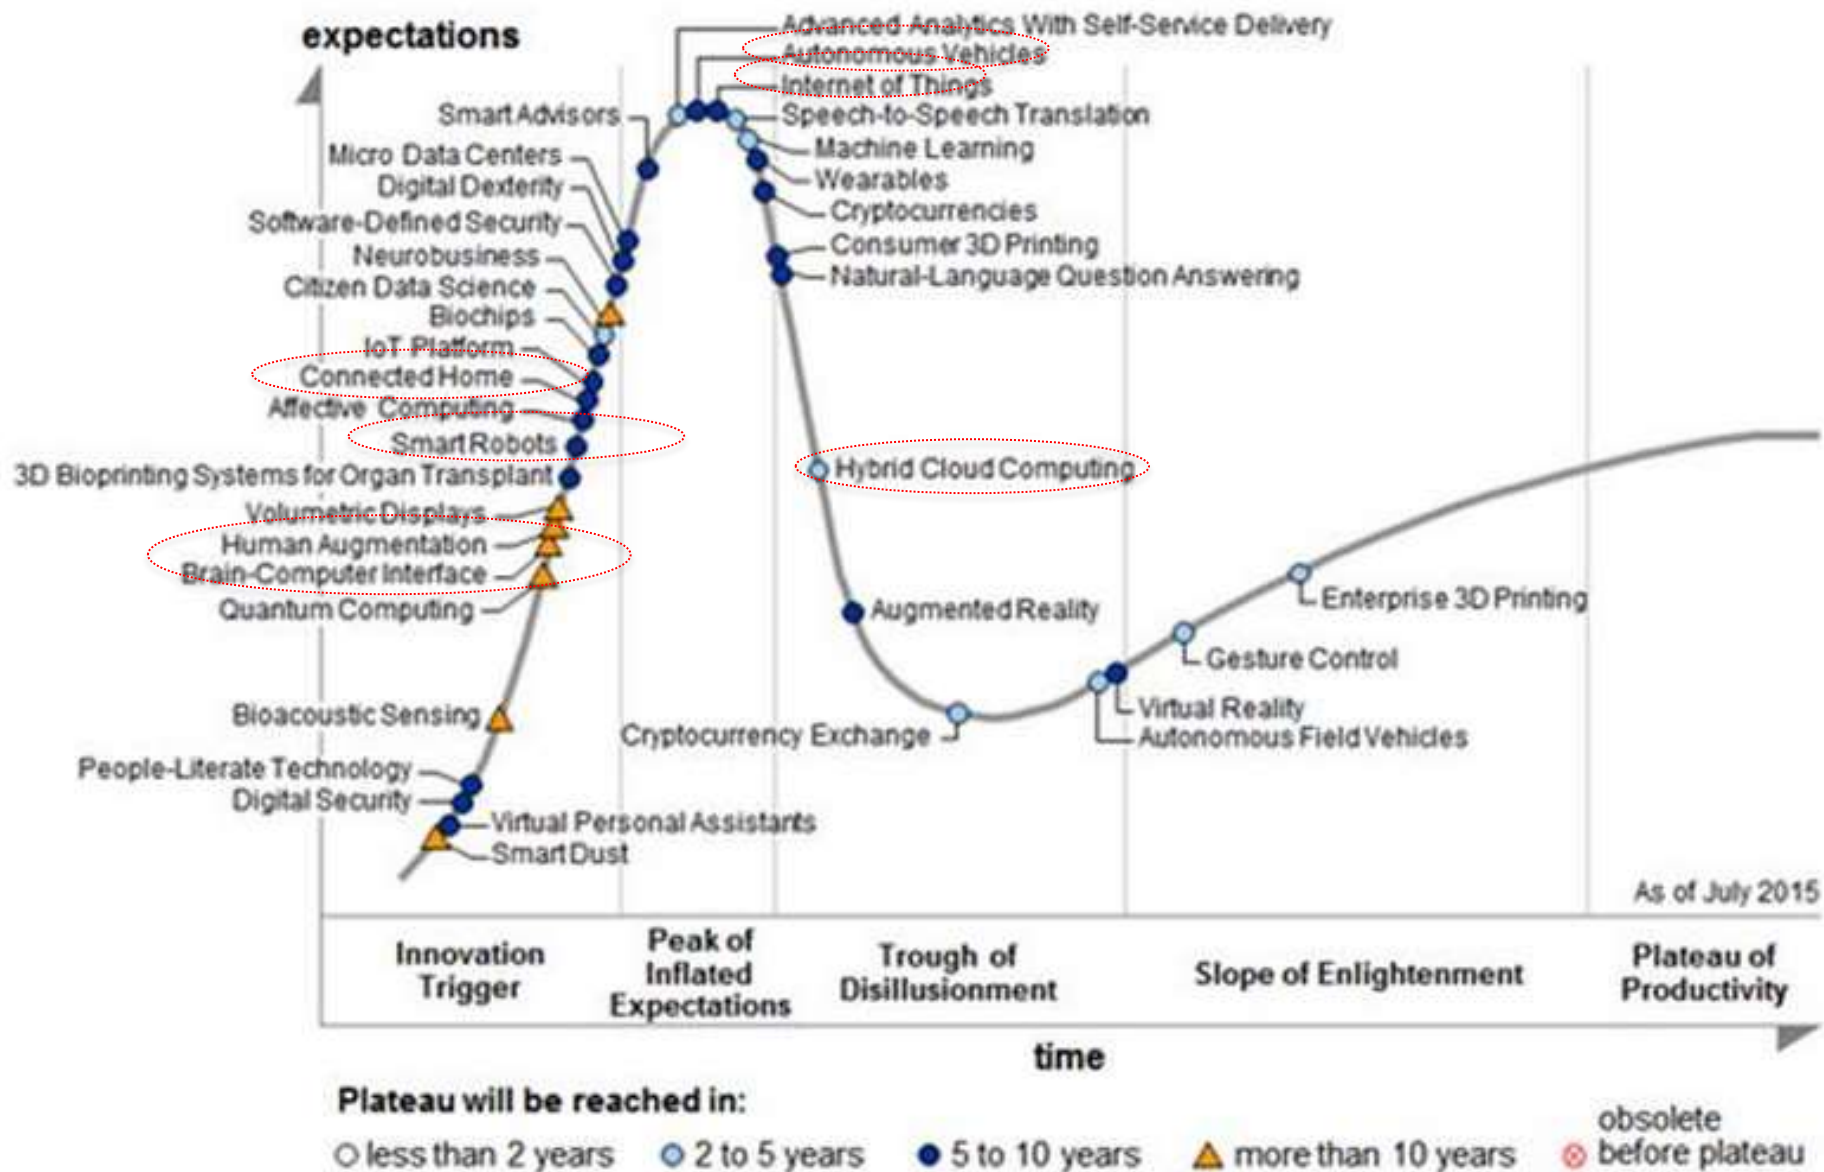 expectations
Advanced Analytics With Self-Service Delivery
Autonomous Vehicles
Internet of Things
Smart Advisors
Speech-to-Speech Translation
Micro Data Centers
Machine Learning
Digital Dexterity
Wearables
Software-Defined Security
Cryptocurrencies
Neurobusiness
Consumer 3D Printing
Citizen Data Science
Natural-Language Question Answering
Biochips
IoT Platform
Connected Home
Affective Computing
Smart Robots
Hybrid Cloud Computing
3D Bioprinting Systems for Organ Transplant
Volumetric Displays
Human Augmentation
Brain-Computer Interface
Quantum Computing
Augmented Reality
Enterprise 3D Printing
Gesture Control
Bioacoustic Sensing
Virtual Reality
Cryptocurrency Exchange
Autonomous Field Vehicles
People-Literate Technology
Digital Security
Virtual Personal Assistants
Smart Dust
As of July 2015
Innovation
Trigger
Peak of
Inflated
Expectations
Trough of
Disillusionment
Slope of Enlightenment
Plateau of
Productivity
time
Plateau will be reached in:
less than 2 years
2 to 5 years
5 to 10 years
more than 10 years
obsolete
before plateau